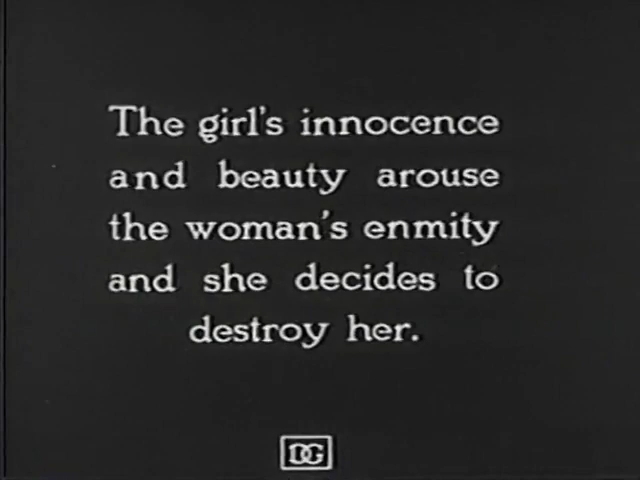 The girl's innocence
and beauty arouse
the woman's enmity
and she decides to
destroy her.
DG